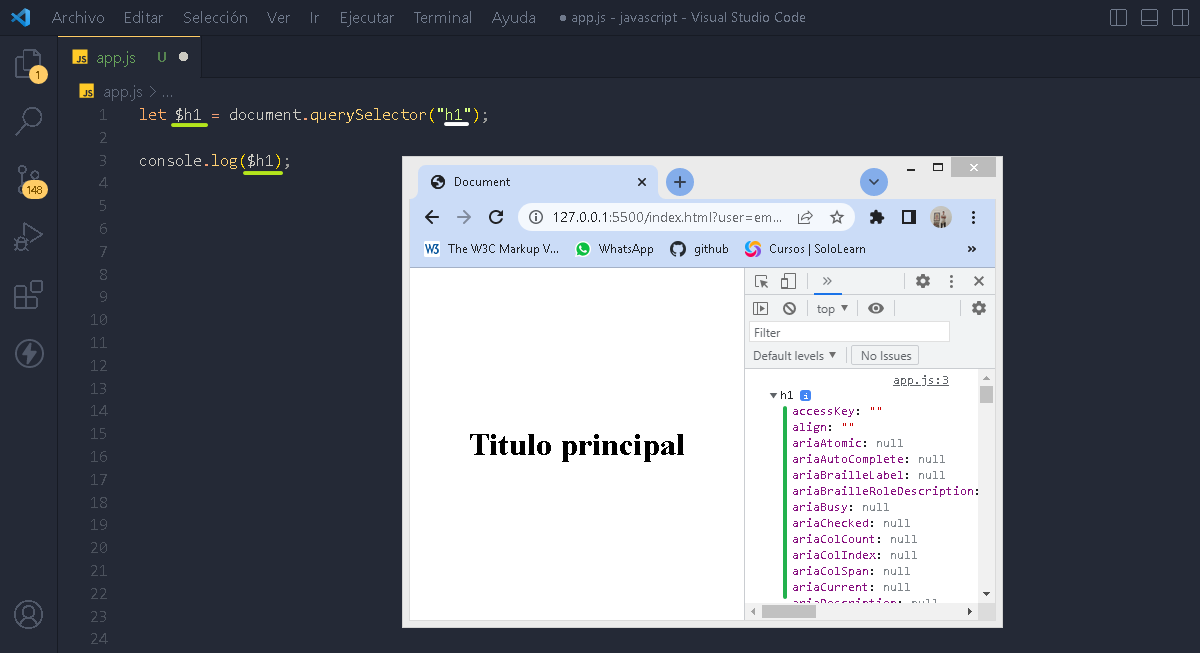 Archivo Editar Selección Ver Ir Ejecutar Terminal Ayuda ● app.js - javascript - Visual Studio Code
JS app.js U ●
JS app.js > ...
1 let $h1 = document.querySelector("h1");
2
3 console.log($h1);
4
5
6
7
8
9
10
11
12
13
14
15
16
17
18
19
20
21
22
23
24
1
148
Document
127.0.0.1:5500/index.html?user=em...
W3 The W3C Markup V... WhatsApp github Cursos | SoloLearn »
Titulo principal
»
top ▼
Filter
Default levels ▼ No Issues
app.js:3
▼h1 i
accessKey: ""
align: ""
ariaAtomic: null
ariaAutoComplete: null
ariaBrailleLabel: null
ariaBrailleRoleDescription:
ariaBusy: null
ariaChecked: null
ariaColCount: null
ariaColIndex: null
ariaColSpan: null
ariaCurrent: null
ariaDescription: null